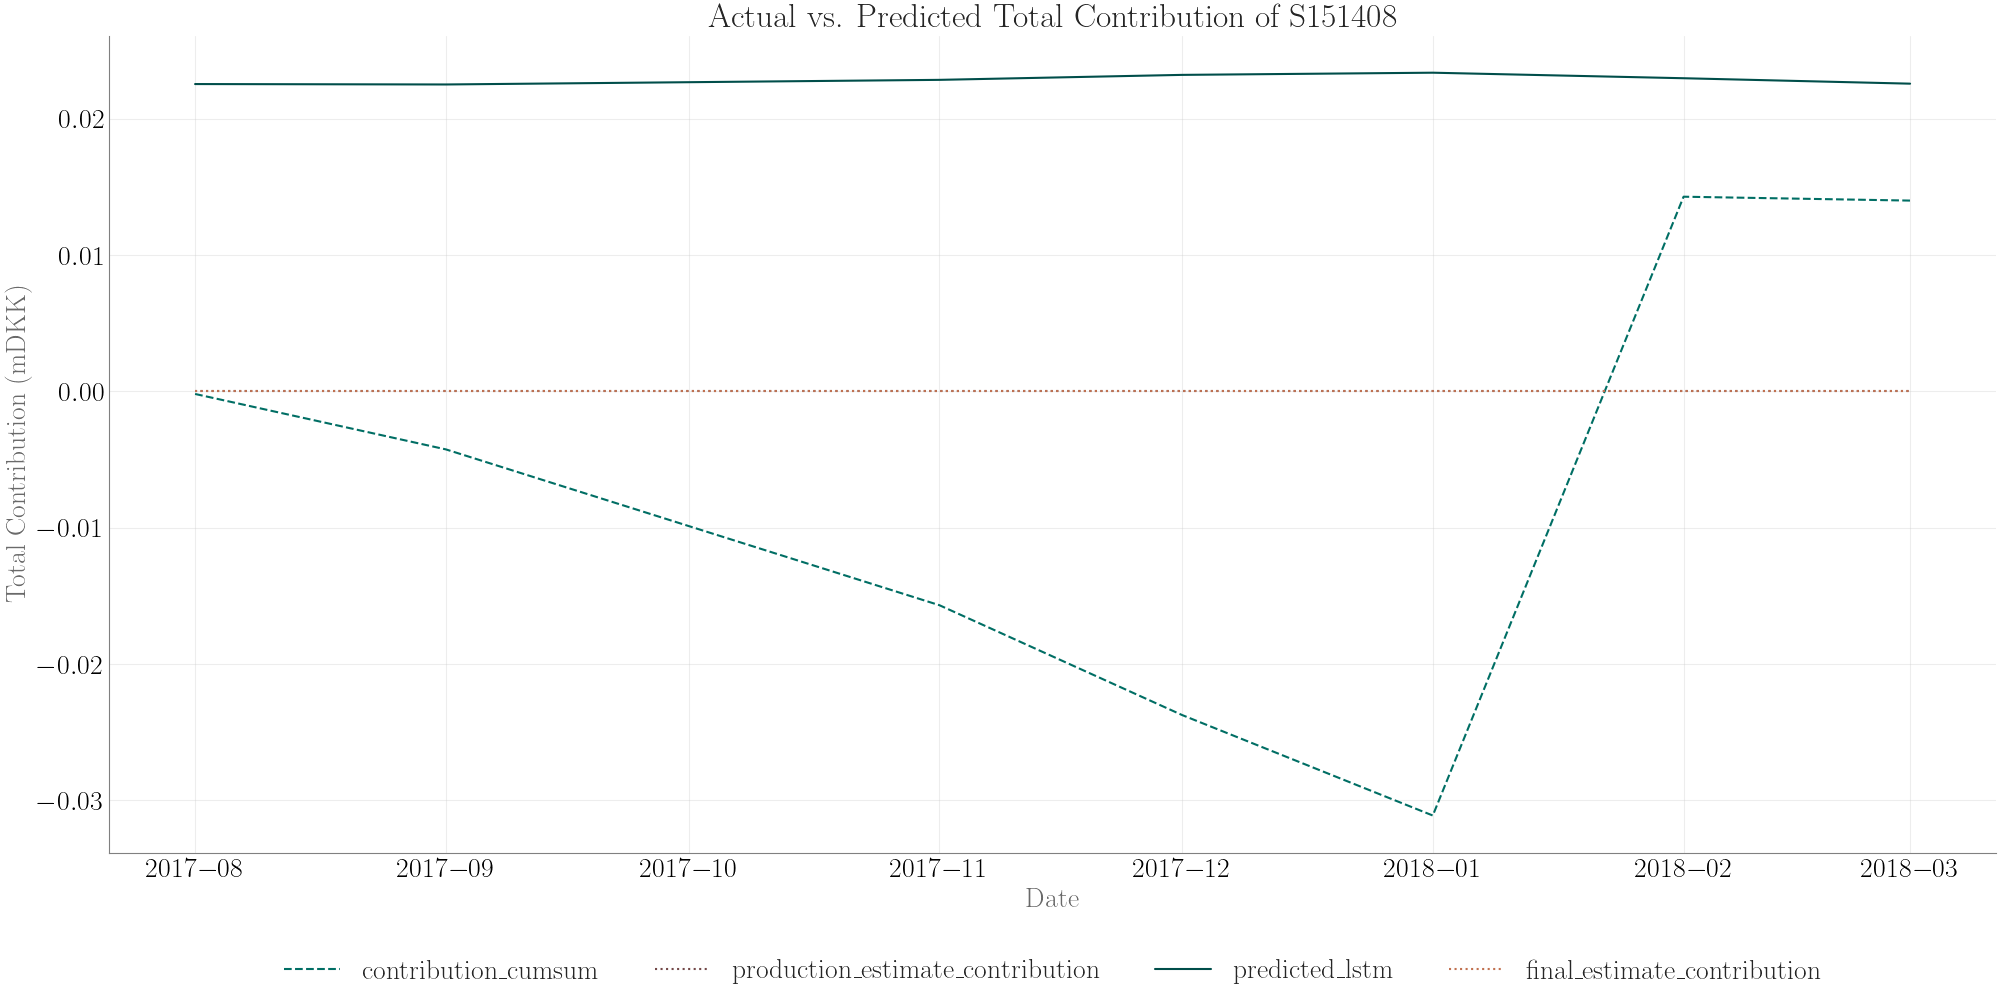 Actual vs. Predicted Total Contribution of S151408
Total Contribution (mDKK)
0.02
0.01
0.00
−0.01
−0.02
−0.03
2017−08 2017−09 2017−10 2017−11 2017−12 2018−01 2018−02 2018−03
Date
contribution_cumsum production_estimate_contribution predicted_lstm final_estimate_contribution